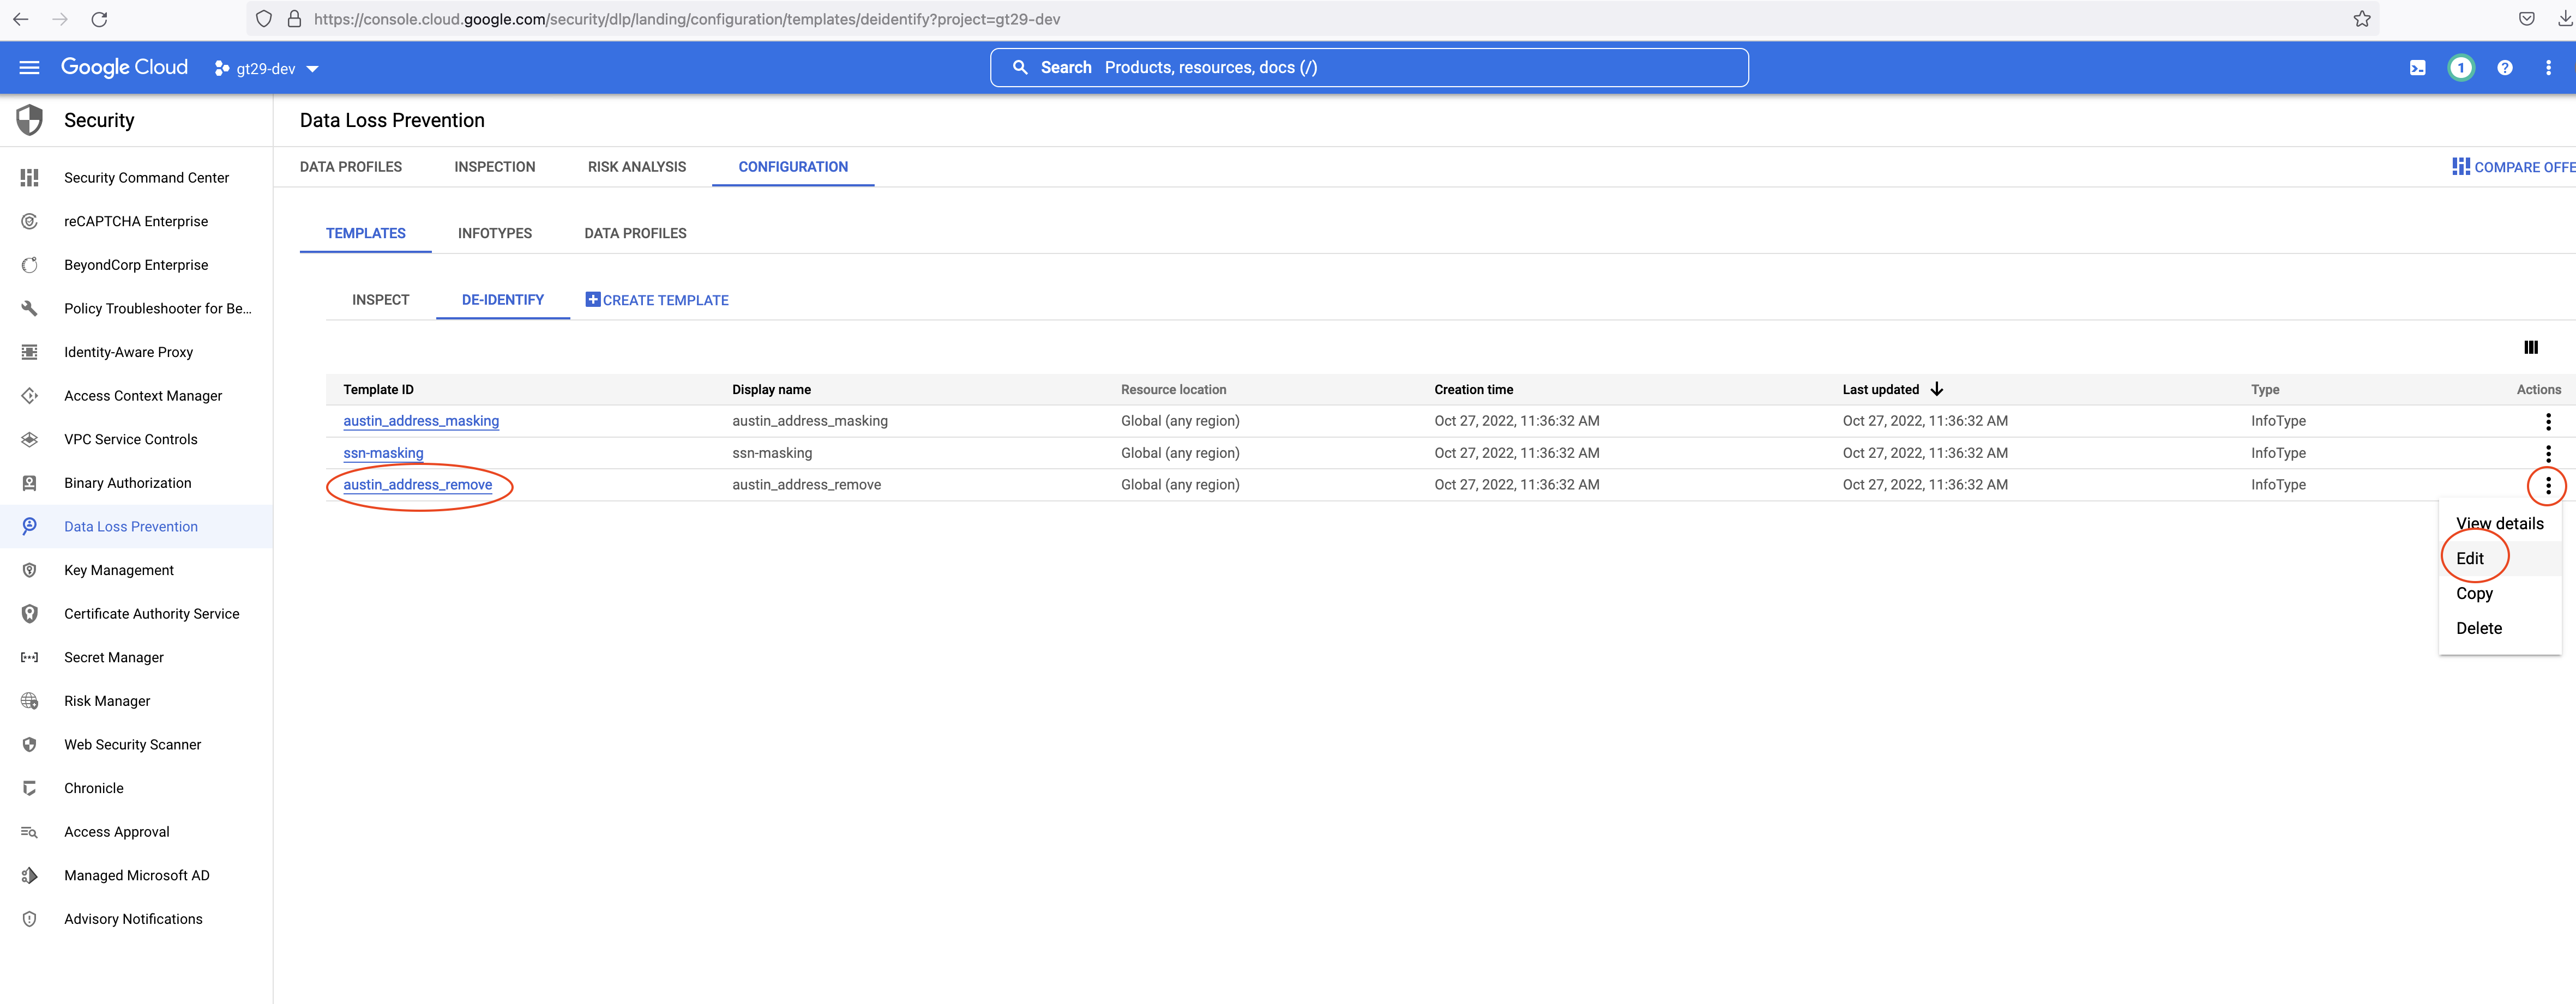 https://console.cloud.google.com/security/dlp/landing/configuration/templates/deidentify?project=gt29-dev
Google Cloud gt29-dev Search Products, resources, docs (/) 1
Security
Data Loss Prevention
DATA PROFILES INSPECTION RISK ANALYSIS CONFIGURATION COMPARE OFFE
TEMPLATES INFOTYPES DATA PROFILES
INSPECT DE-IDENTIFY CREATE TEMPLATE
Template ID Display name Resource location Creation time Last updated Type Actions
austin_address_masking austin_address_masking Global (any region) Oct 27, 2022, 11:36:32 AM Oct 27, 2022, 11:36:32 AM InfoType
ssn-masking ssn-masking Global (any region) Oct 27, 2022, 11:36:32 AM Oct 27, 2022, 11:36:32 AM InfoType
austin_address_remove austin_address_remove Global (any region) Oct 27, 2022, 11:36:32 AM Oct 27, 2022, 11:36:32 AM InfoType
View details
Edit
Copy
Delete
Security Command Center
reCAPTCHA Enterprise
BeyondCorp Enterprise
Policy Troubleshooter for Be...
Identity-Aware Proxy
Access Context Manager
VPC Service Controls
Binary Authorization
Data Loss Prevention
Key Management
Certificate Authority Service
Secret Manager
Risk Manager
Web Security Scanner
Chronicle
Access Approval
Managed Microsoft AD
Advisory Notifications